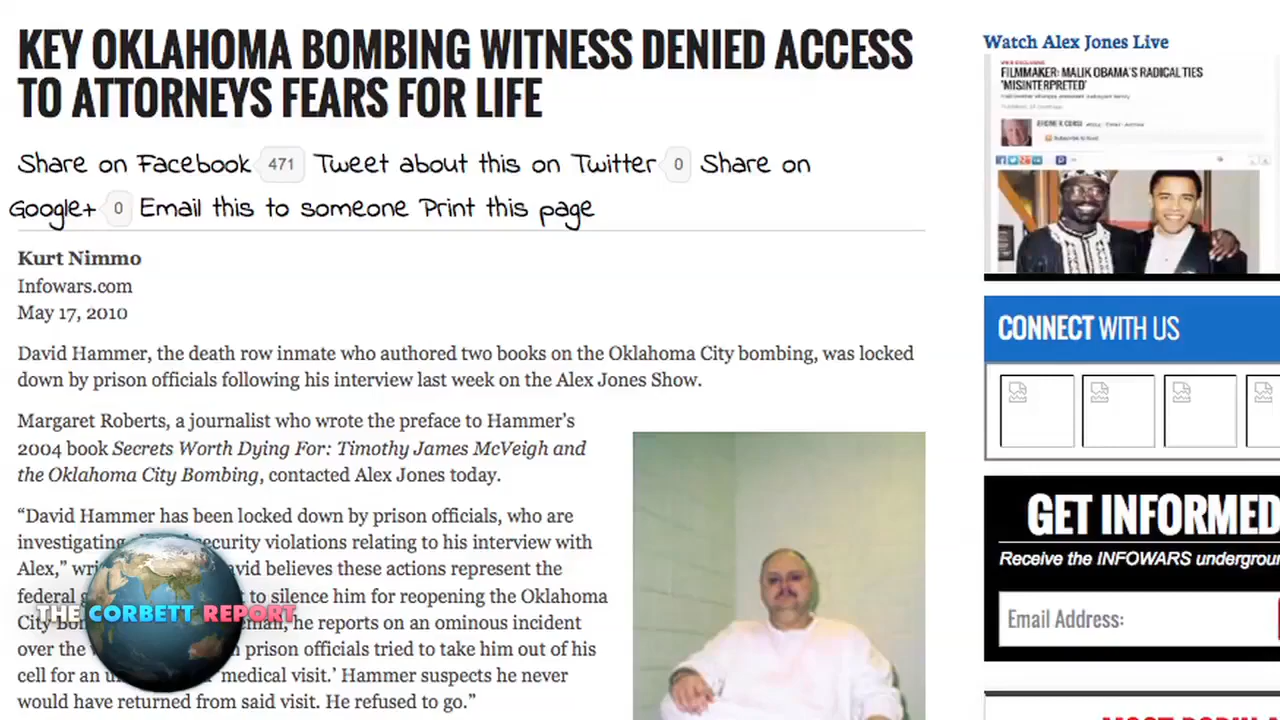 KEY OKLAHOMA BOMBING WITNESS DENIED ACCESS
TO ATTORNEYS FEARS FOR LIFE
Share on Facebook 471 Tweet about this on Twitter 0 Share on
Google+ 0 Email this to someone Print this page
Kurt Nimmo
Infowars.com
May 17, 2010
David Hammer, the death row inmate who authored two books on the Oklahoma City bombing, was locked
down by prison officials following his interview last week on the Alex Jones Show.
Margaret Roberts, a journalist who wrote the preface to Hammer's
2004 book Secrets Worth Dying For: Timothy James McVeigh and
the Oklahoma City Bombing, contacted Alex Jones today.
“David Hammer has been locked down by prison officials, who are
investigating security violations relating to his interview with
Alex,” believes these actions represent the
federal to silence him for reopening the Oklahoma
City he reports on an ominous incident
over the prison officials tried to take him out of his
cell for an medical visit.’ Hammer suspects he never
would have returned from said visit. He refused to go.”
THE CORBETT REPORT
Watch Alex Jones Live
FILMMAKER: MALIK OBAMA'S RADICAL TIES
'MISINTERPRETED'
CONNECT WITH US
GET INFORMED
Receive the INFOWARS undergroun
Email Address: